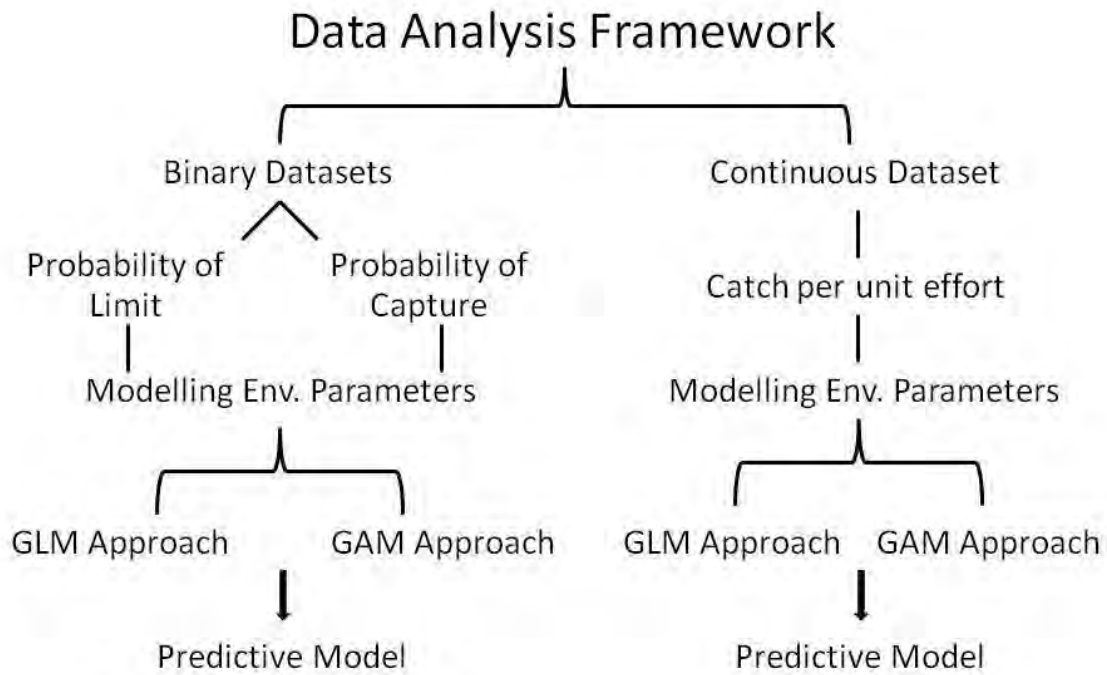 Data Analysis Framework
Binary Datasets
Continuous Dataset
Probability of
Limit
Probability of
Capture
Catch per unit effort
Modelling Env. Parameters
Modelling Env. Parameters
GLM Approach
GAM Approach
GLM Approach
GAM Approach
Predictive Model
Predictive Model